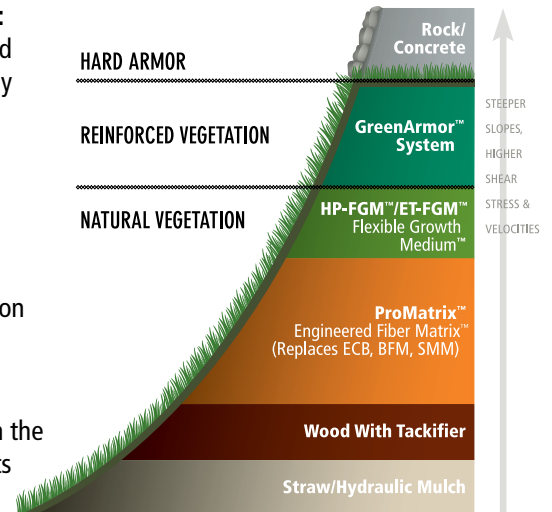 :
d
y
on
n the
ts
HARD ARMOR
REINFORCED VEGETATION
NATURAL VEGETATION
Rock/
Concrete
GreenArmor™
System
HP-FGM™/ET-FGM™
Flexible Growth
Medium™
ProMatrix™
Engineered Fiber Matrix™
(Replaces ECB, BFM, SMM)
Wood With Tackifier
Straw/Hydraulic Mulch
STEEPER
SLOPES,
HIGHER
SHEAR
STRESS &
VELOCITIES